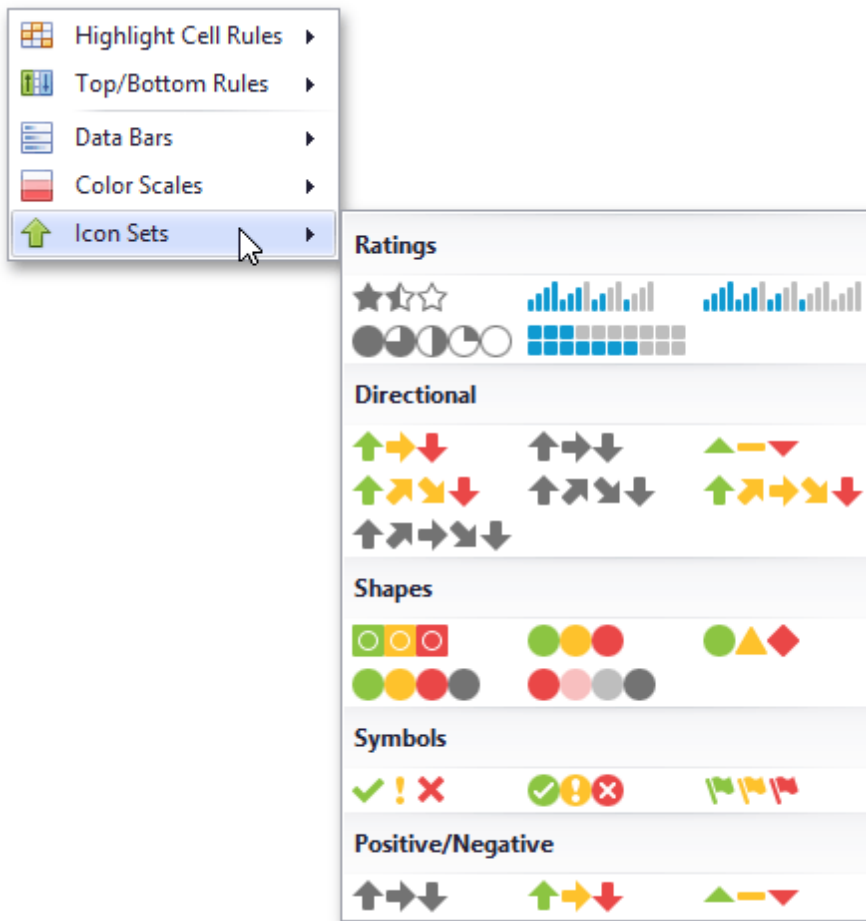 Highlight Cell Rules
Top/Bottom Rules
Data Bars
Color Scales
Icon Sets
Ratings
Directional
Shapes
Symbols
Positive/Negative